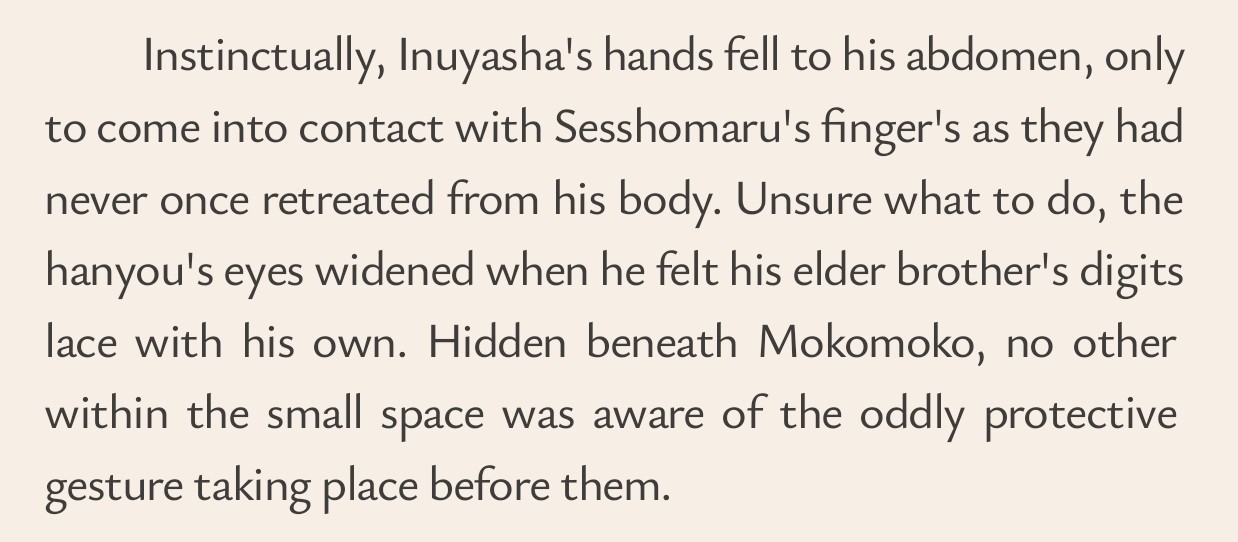 Instinctually, Inuyasha's hands fell to his abdomen, only
to come into contact with Sesshomaru's finger's as they had
never once retreated from his body. Unsure what to do, the
hanyou's eyes widened when he felt his elder brother's digits
lace with his own. Hidden beneath Mokomoko, no other
within the small space was aware of the oddly protective
gesture taking place before them.